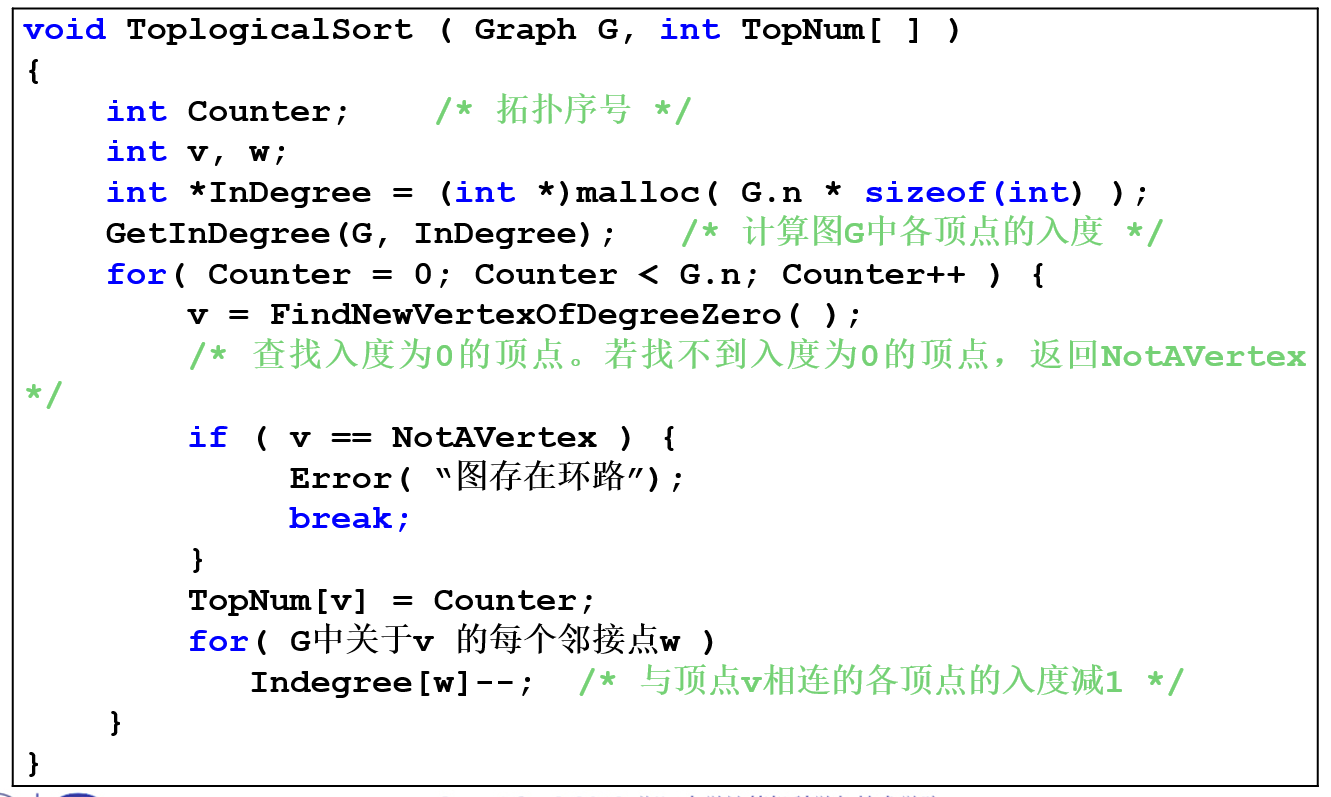 void ToplogicalSort ( Graph G, int TopNum[ ] )
{
int Counter; /* 拓扑序号 */
int v, w;
int *InDegree = (int *)malloc( G.n * sizeof(int) );
GetInDegree(G, InDegree); /* 计算图G中各顶点的入度 */
for( Counter = 0; Counter < G.n; Counter++ ) {
v = FindNewVertexOfDegreeZero( );
/* 查找入度为0的顶点。若找不到入度为0的顶点，返回NotAVertex
*/
if ( v == NotAVertex ) {
Error( “图存在环路”);
break;
}
TopNum[v] = Counter;
for( G中关于v 的每个邻接点w )
Indegree[w]--; /* 与顶点v相连的各顶点的入度减1 */
}
}